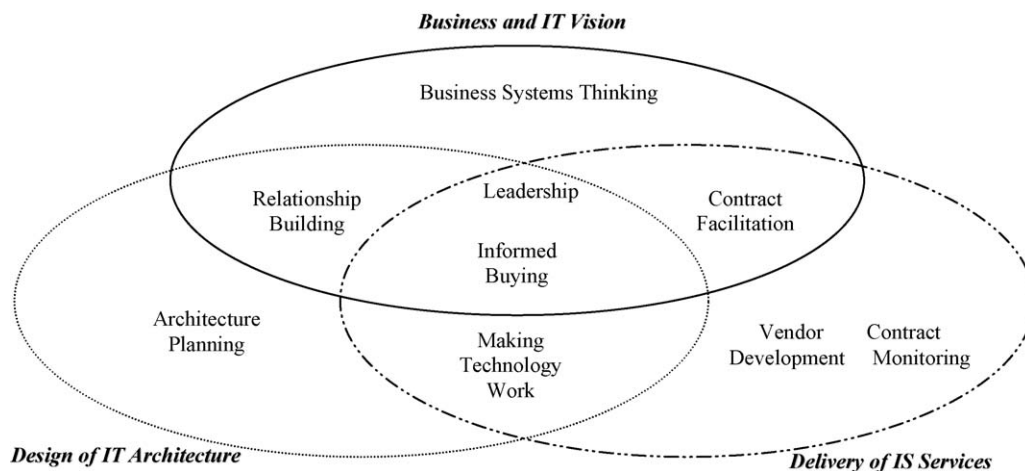 Business and IT Vision
Business Systems Thinking
Relationship
Building
Leadership
Contract
Facilitation
Informed
Buying
Architecture
Planning
Making
Technology
Work
Vendor
Development
Contract
Monitoring
Design of IT Architecture
Delivery of IS Services